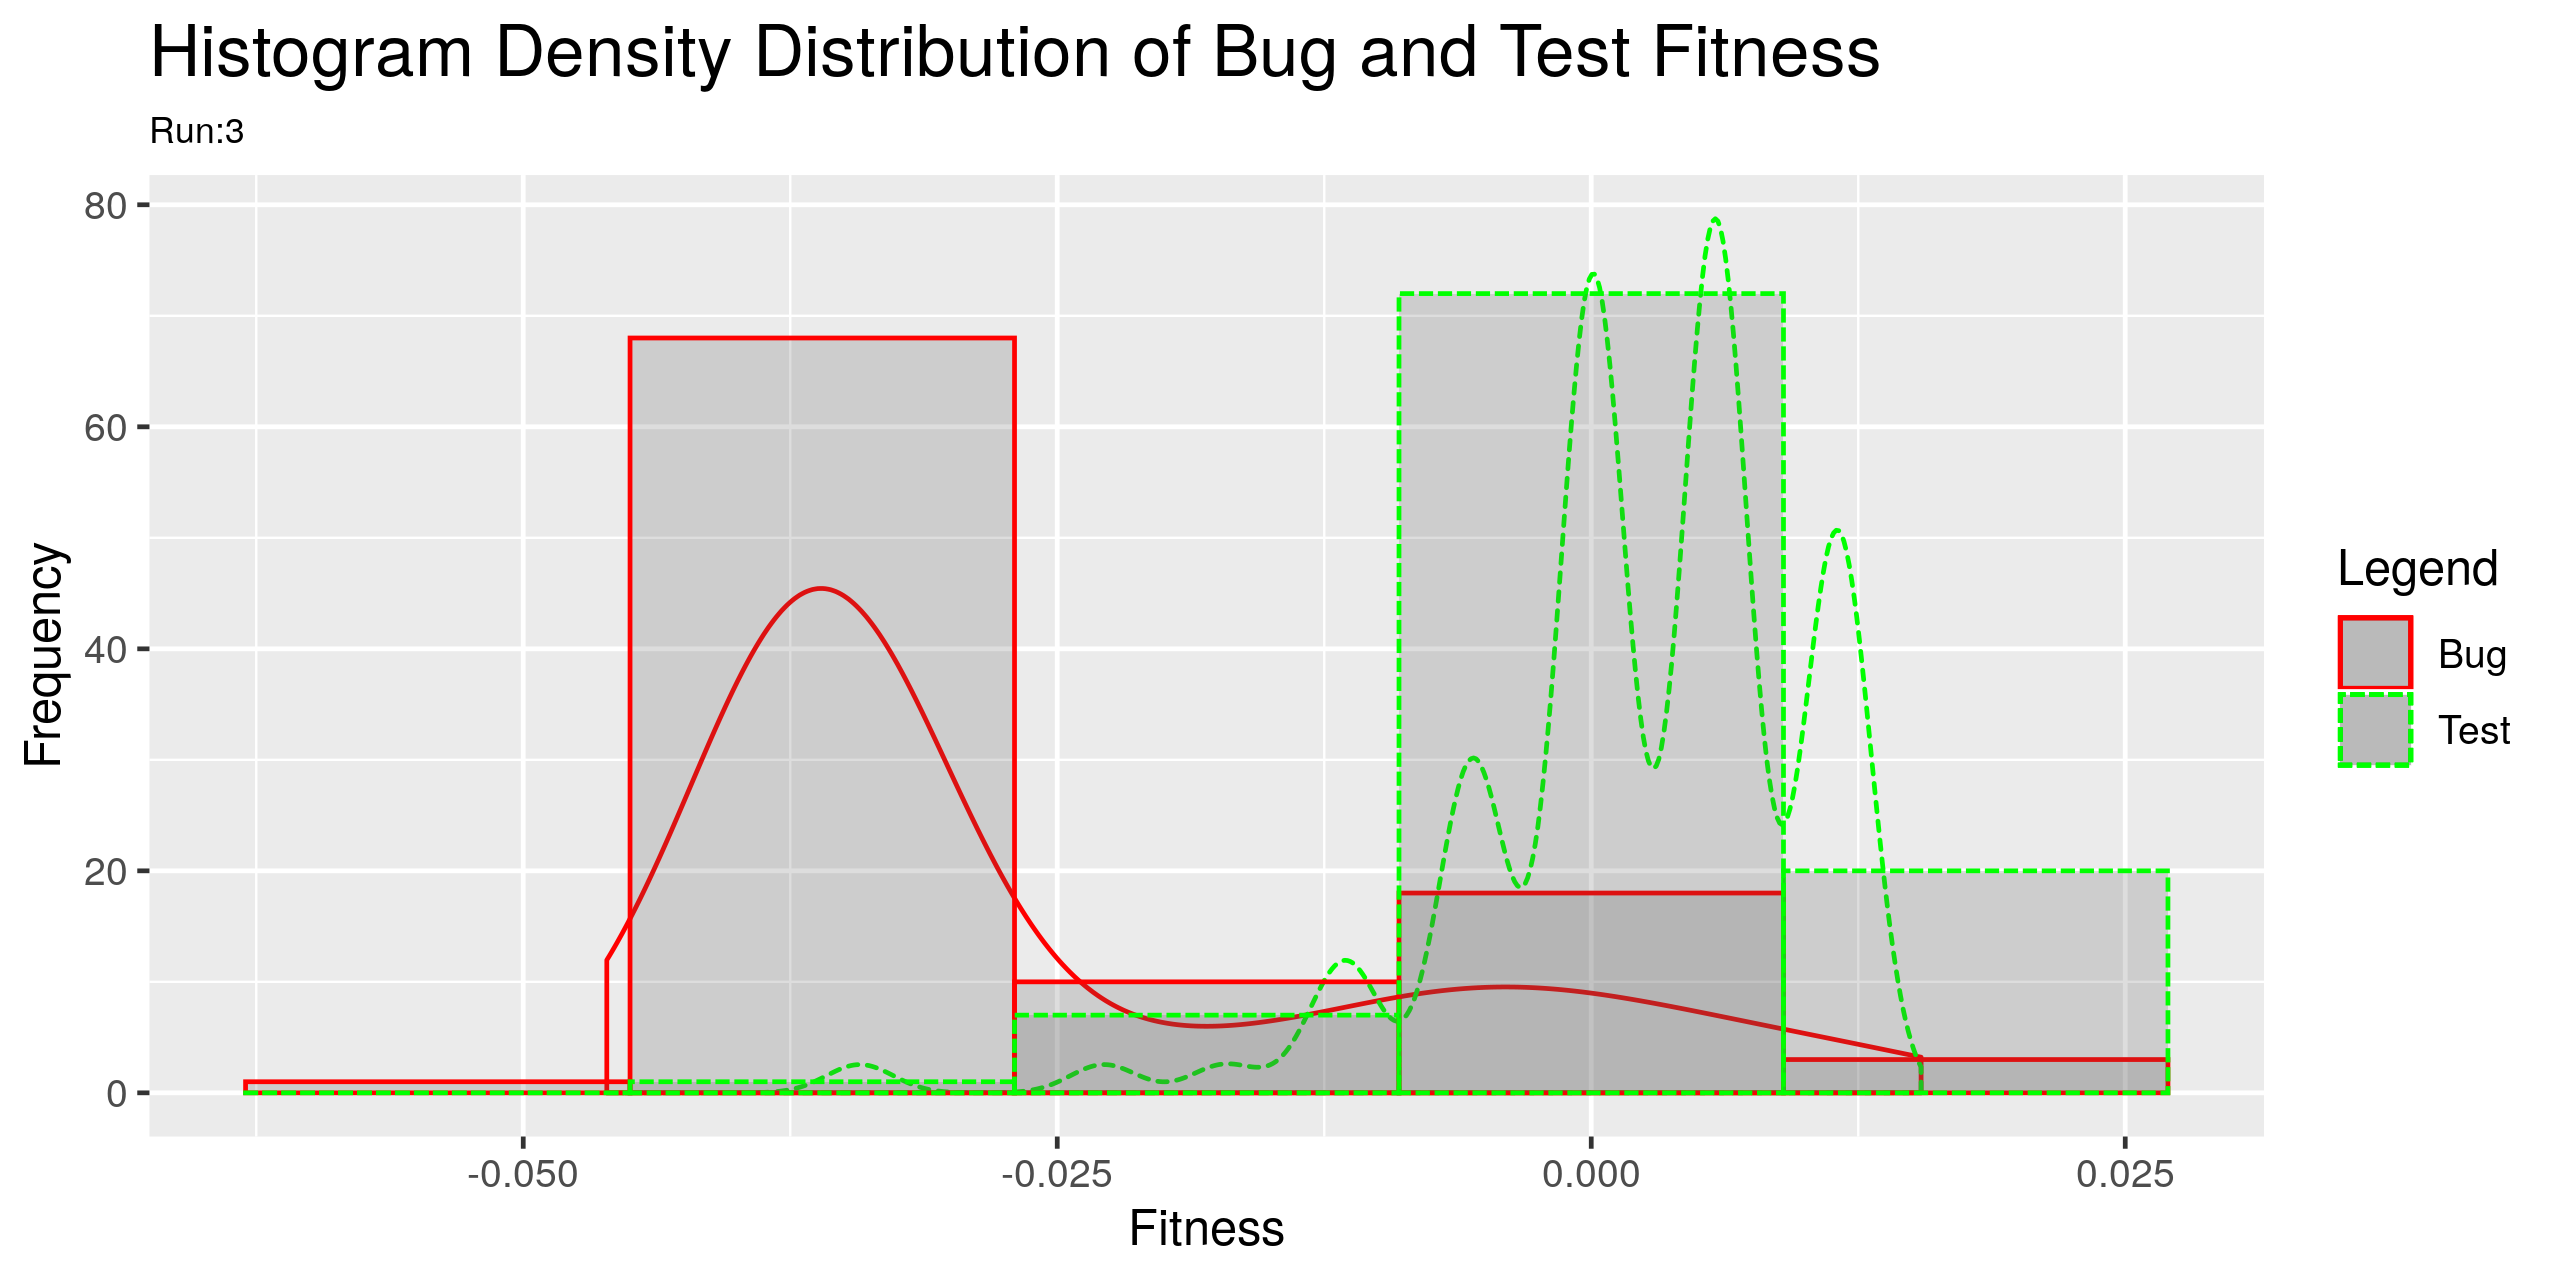 Histogram Density Distribution of Bug and Test Fitness
Run:3
Frequency
80
60
40
20
0
-0.050
-0.025
0.000
0.025
Fitness
Legend
Bug
Test